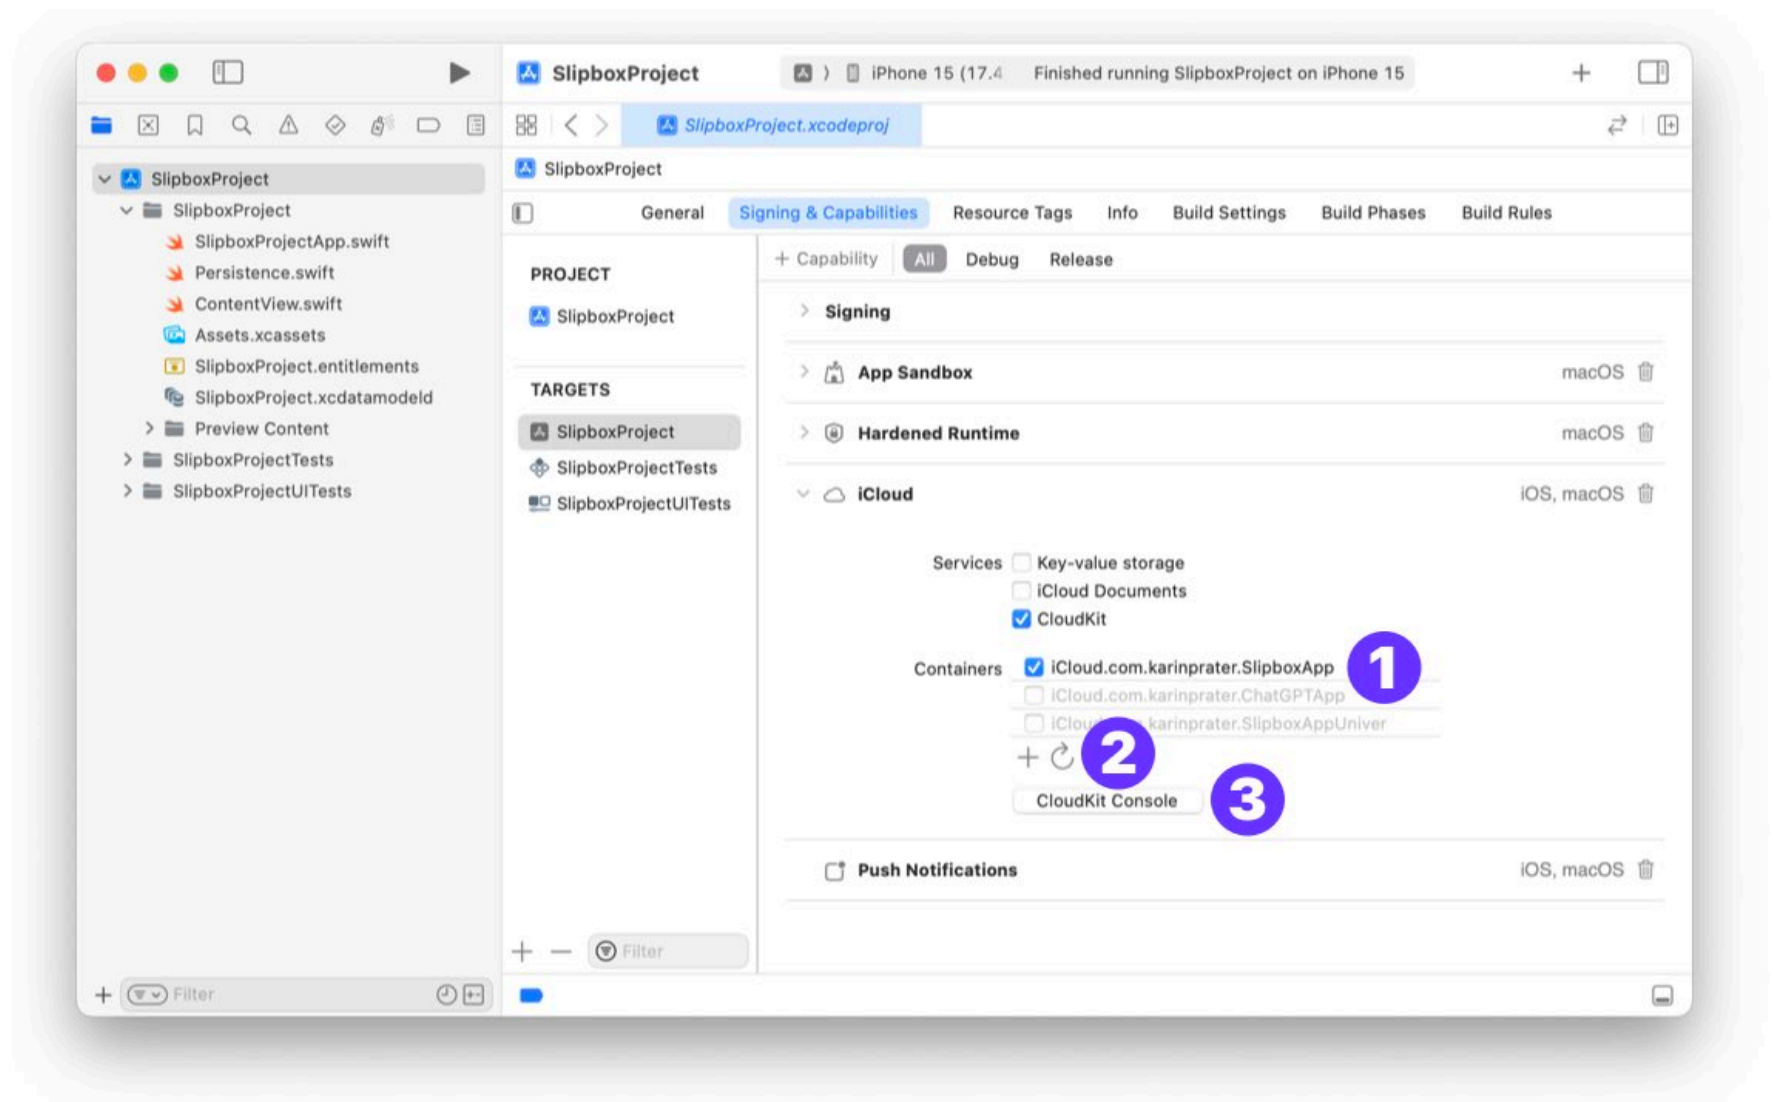 SlipboxProject
iPhone 15 (17.4
Finished running SlipboxProject on iPhone 15
SlipboxProject.xcodeproj
SlipboxProject
SlipboxProject
SlipboxProjectApp.swift
Persistence.swift
ContentView.swift
Assets.xcassets
SlipboxProject.entitlements
SlipboxProject.xcdatamodeld
Preview Content
SlipboxProjectTests
SlipboxProjectUITests
Filter
SlipboxProject
General Signing & Capabilities Resource Tags Info Build Settings Build Phases Build Rules
PROJECT
SlipboxProject
TARGETS
SlipboxProject
SlipboxProjectTests
SlipboxProjectUITests
Filter
+ Capability All Debug Release
Signing
App Sandbox macOS
Hardened Runtime macOS
iCloud iOS, macOS
Services Key-value storage
iCloud Documents
CloudKit
Containers iCloud.com.karinprater.SlipboxApp 1
iCloud.com.karinprater.ChatGPTApp
karinprater.SlipboxAppUniver
2
CloudKit Console 3
Push Notifications iOS, macOS